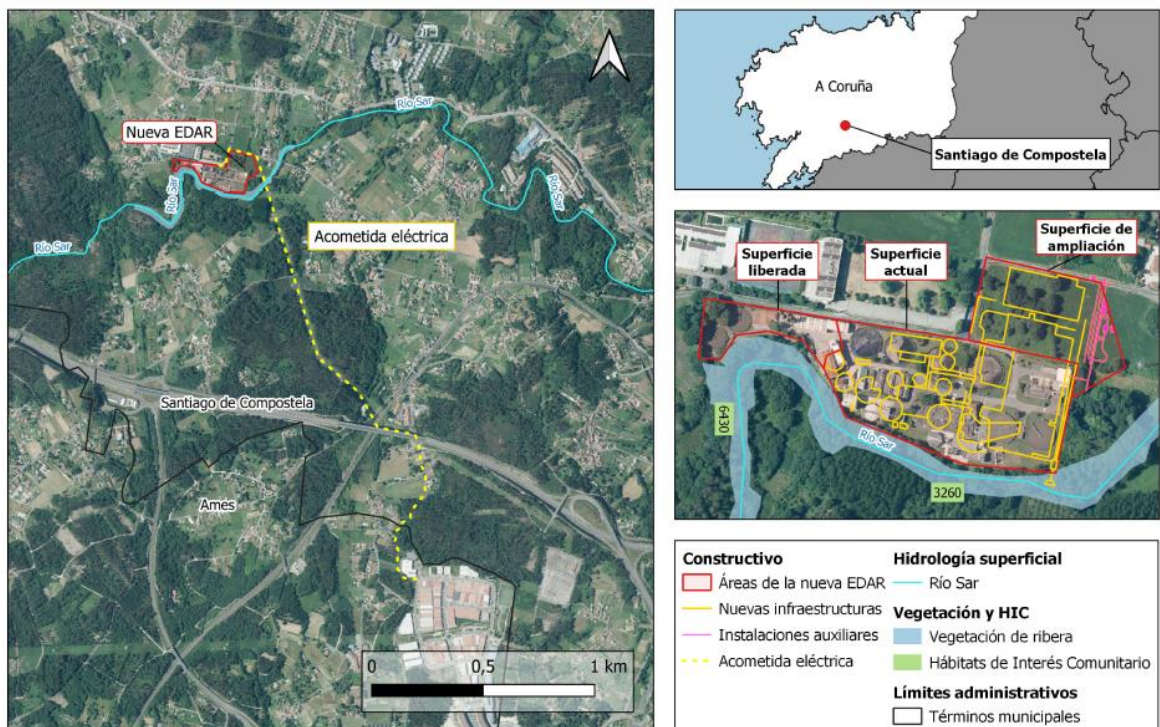 Río Sar
Nueva EDAR
Río Sar
Río Sar
Río Sar
Acometida eléctrica
Santiago de Compostela
Ames
0 0,5 1 km
A Coruña
Santiago de Compostela
Superficie de
ampliación
Superficie
liberada
Superficie
actual
Río Sar
6430
3260
Constructivo
Áreas de la nueva EDAR
Nuevas infraestructuras
Instalaciones auxiliares
Acometida eléctrica
Hidrología superficial
Río Sar
Vegetación y HIC
Vegetación de ribera
Hábitats de Interés Comunitario
Límites administrativos
Términos municipales